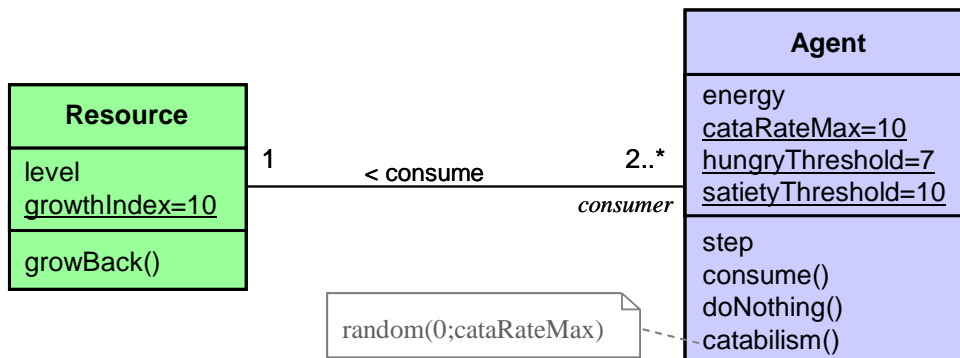 Resource
level
growthIndex=10
growBack()
1
< consume
2..*
consumer
Agent
energy
cataRateMax=10
hungryThreshold=7
satietyThreshold=10
step
consume()
doNothing()
catabilism()
random(0;cataRateMax)